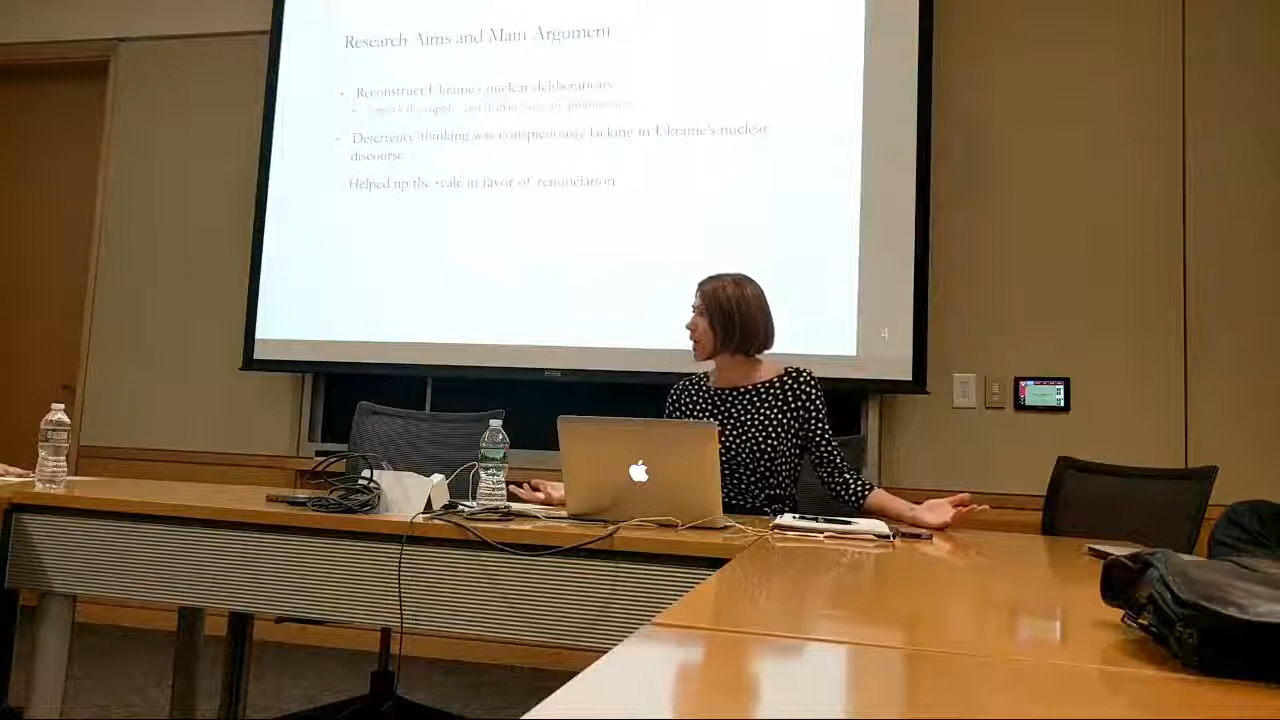 Research Aims and Main Argument
Reconstruct Ukraine's nuclear deliberations
Deterrence thinking was conspicuously lacking in Ukraine's nuclear
discourse
Helped tip the scale in favor of renunciation
4